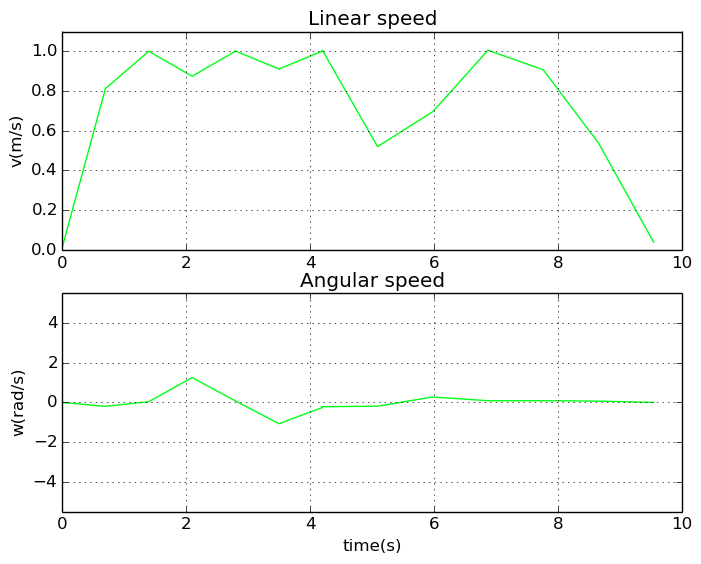 Linear speed
v(m/s)
1.0
0.8
0.6
0.4
0.2
0.0
0 2 4 6 8 10
Angular speed
w(rad/s)
4
2
0
−2
−4
0 2 4 6 8 10
time(s)